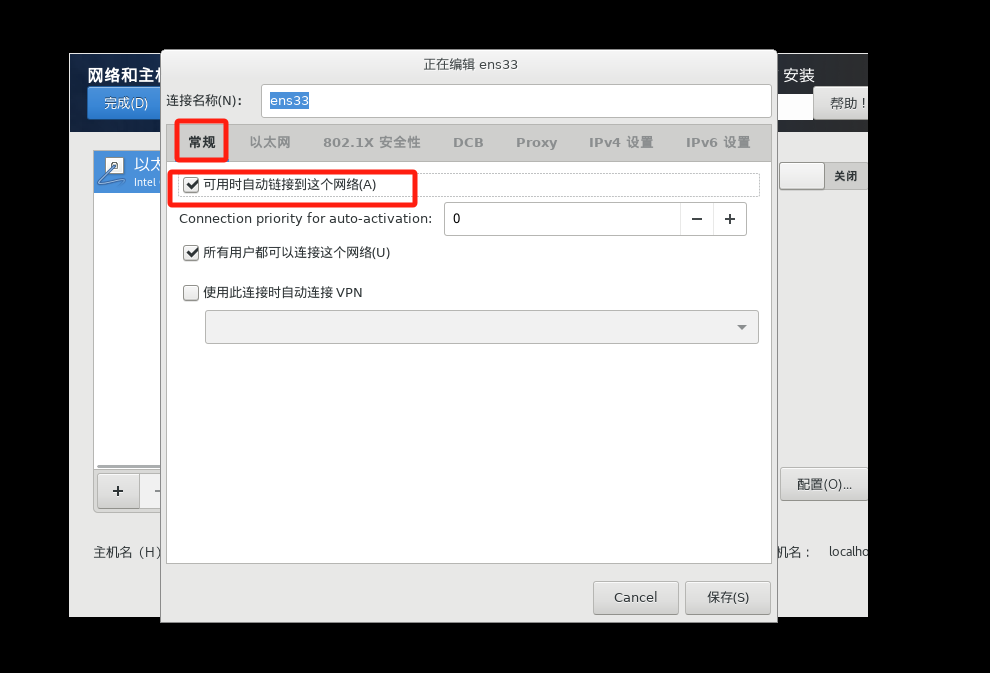 正在编辑 ens33
网络和主
安装
完成(D)
帮助！
连接名称(N)：
ens33
常规
以太网
802.1X 安全性
DCB
Proxy
IPv4 设置
IPv6 设置
以太
Intel
关闭
可用时自动链接到这个网络(A)
Connection priority for auto-activation:
0
− +
所有用户都可以连接这个网络(U)
使用此连接时自动连接 VPN
+ −
配置(O)...
主机名（H）
机名：
localho
Cancel
保存(S)